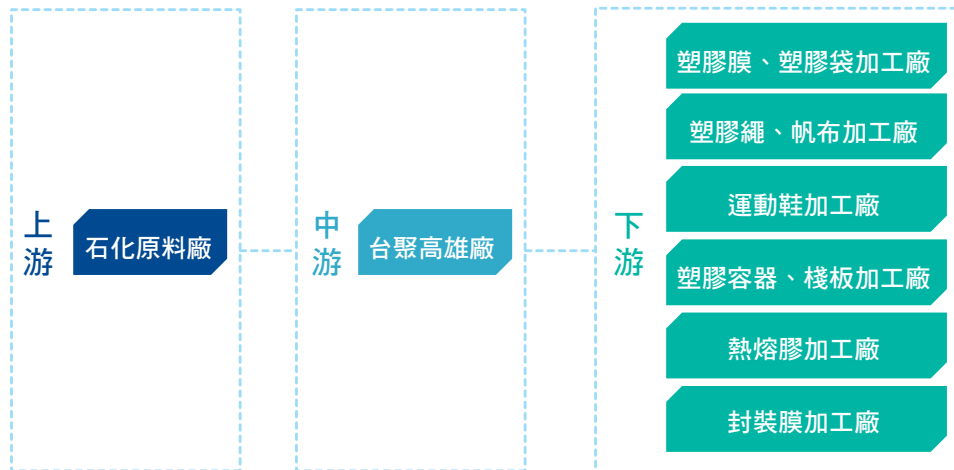 上游
石化原料廠
中游
台聚高雄廠
下游
塑膠膜、塑膠袋加工廠
塑膠繩、帆布加工廠
運動鞋加工廠
塑膠容器、棧板加工廠
熱熔膠加工廠
封裝膜加工廠